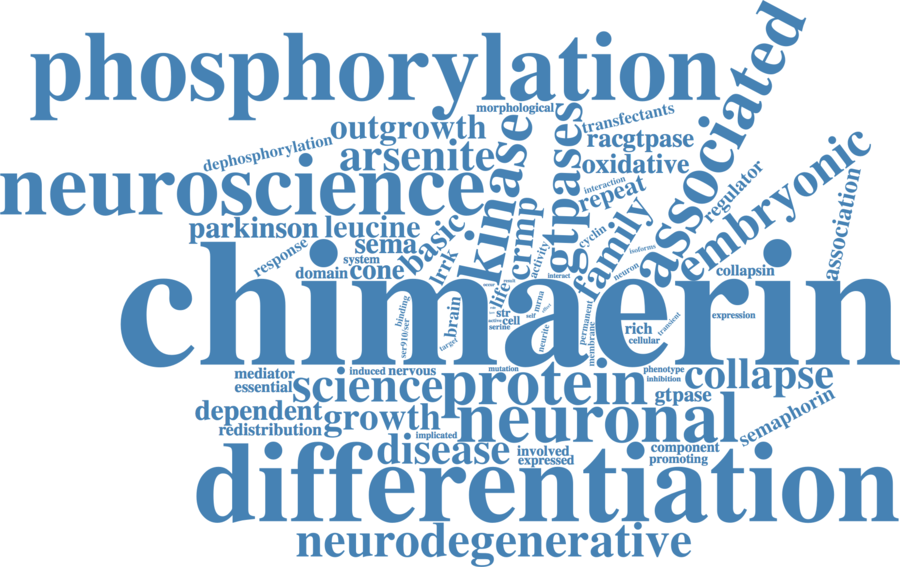 phosphorylation
associated
morphological
transfectants
outgrowth
kinase
gtpases
racgtpase
dephosphorylation
arsenite
oxidative
embryonic
neuroscience
interaction
repeat
regulator
association
parkinson
leucine
basic
crmp
cyclin
family
sema
isoforms
response
system
lrrk
activity
neuron
domain
cone
interact
collapsin
chimaerin
life
mrna
binding
brain
str
self
cell
active
serine
permanent
rich
transient
expression
ser910/ser
target
neurite
membrane
cellular
mediator
induced
nervous
mutation
phenotype
collapse
essential
science
protein
inhibition
gtpase
semaphorin
dependent
growth
neuronal
redistribution
implicated
disease
involved
expressed
component
promoting
differentiation
neurodegenerative